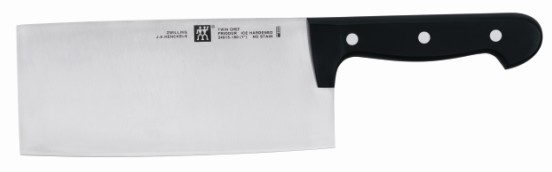 ZWILLING
J.A. HENCKELS
TWIN CHEF
FRIODUR ICE HARDENED
NO STAIN